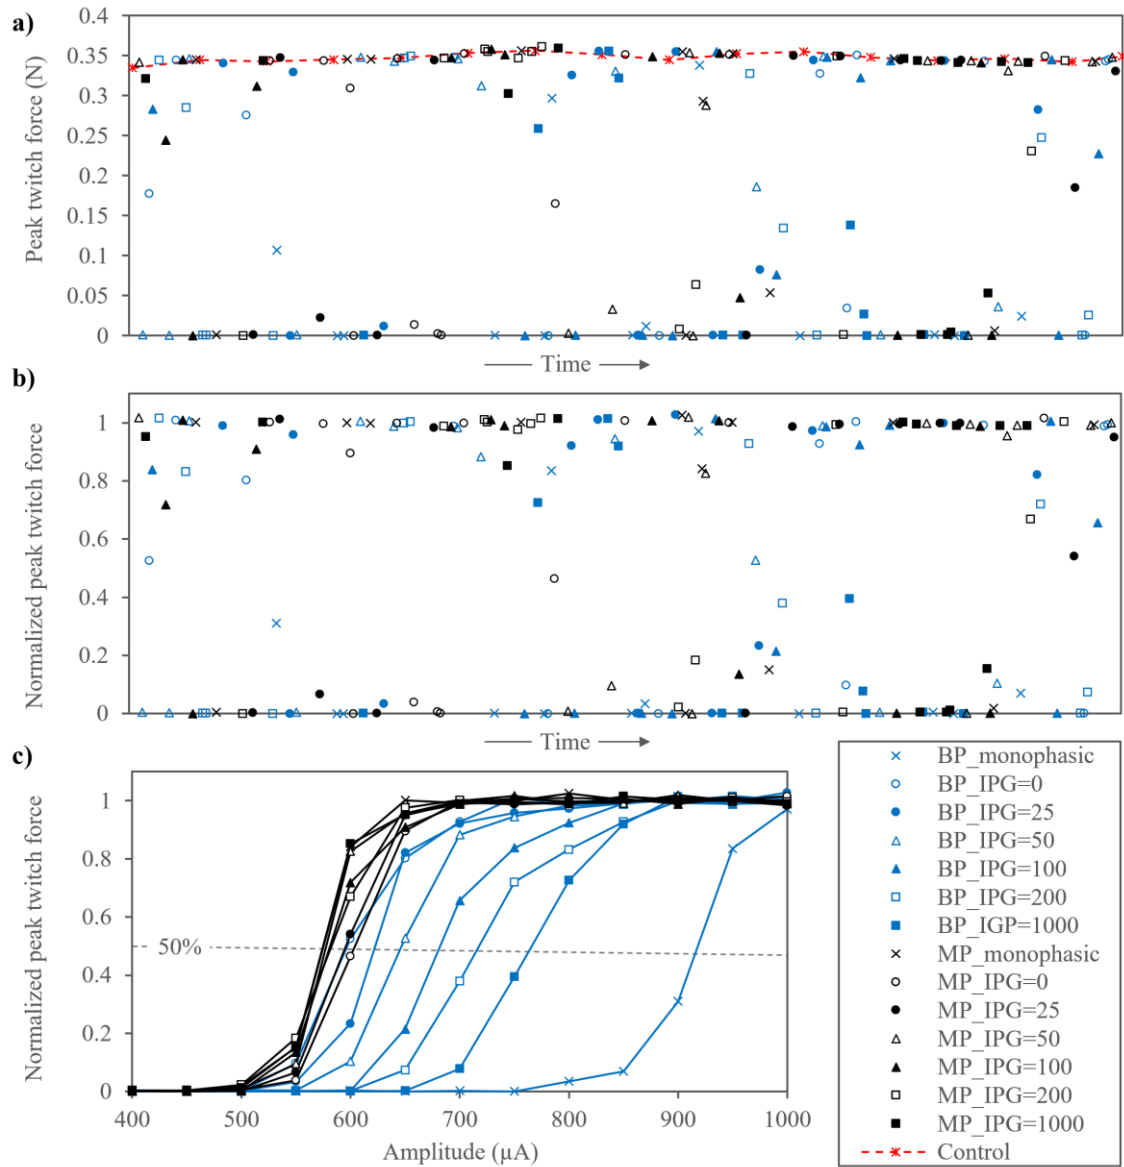 a)
Peak twitch force (N)
0.4
0.35
0.3
0.25
0.2
0.15
0.1
0.05
0
Time
b)
Normalized peak twitch force
1
0.8
0.6
0.4
0.2
0
Time
c)
Normalized peak twitch force
1
0.8
0.6
0.4
0.2
0
50%
400 500 600 700 800 900 1000
Amplitude (µA)
BP_monophasic
BP_IPG=0
BP_IPG=25
BP_IPG=50
BP_IPG=100
BP_IPG=200
BP_IGP=1000
MP_monophasic
MP_IPG=0
MP_IPG=25
MP_IPG=50
MP_IPG=100
MP_IPG=200
MP_IPG=1000
Control